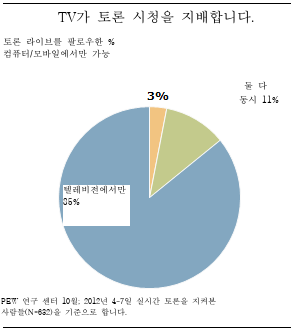 TV가 토론 시청을 지배합니다.
토론 라이브를 팔로우한 %
컴퓨터/모바일에서만 가능
3%
둘 다
동시 11%
텔레비전에서만
85%
PEW 연구 센터 10월; 2012년 4-7일 실시간 토론을 지켜본
사람들(N=632)을 기준으로 합니다.